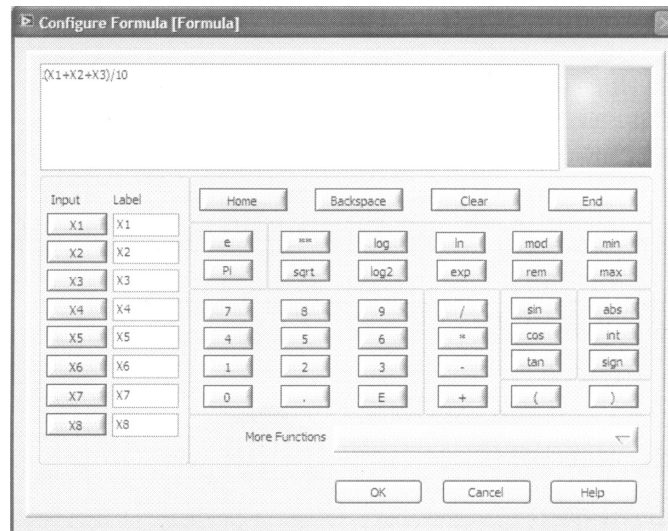 Configure Formula [Formula]
(X1+X2+X3)/10
Input Label
Home Backspace Clear End
X1 X1
X2 X2
X3 X3
X4 X4
X5 X5
X6 X6
X7 X7
X8 X8
e ** log ln mod min
Pi sqrt log2 exp rem max
7 8 9 / sin abs
4 5 6 * cos int
1 2 3 - tan sign
0 . E + ( )
More Functions
OK Cancel Help